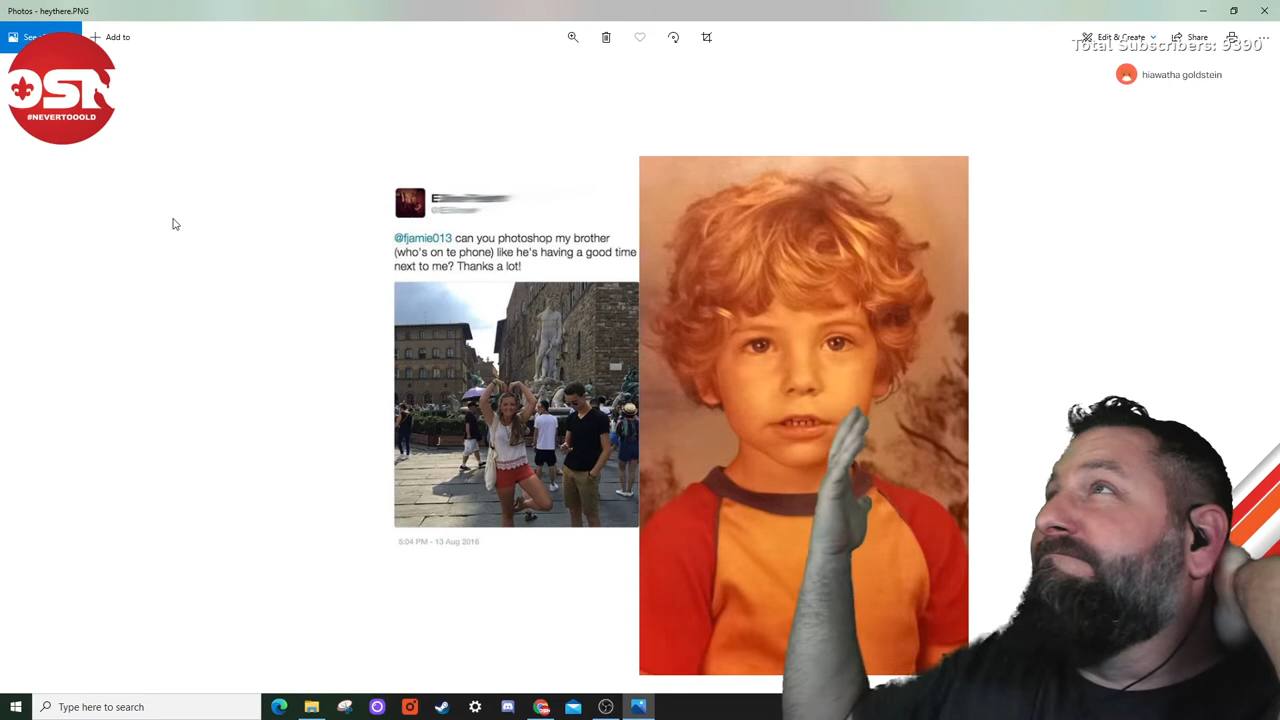 Photos - heythere.PNG
See
Add to
Edit & Create
Share
Total Subscribers: 9390
hiawatha goldstein
OSN
#NEVERTOOOLD
@fjamie013 can you photoshop my brother
(who's on te phone) like he's having a good time
next to me? Thanks a lot!
5:04 PM - 13 Aug 2016
Type here to search